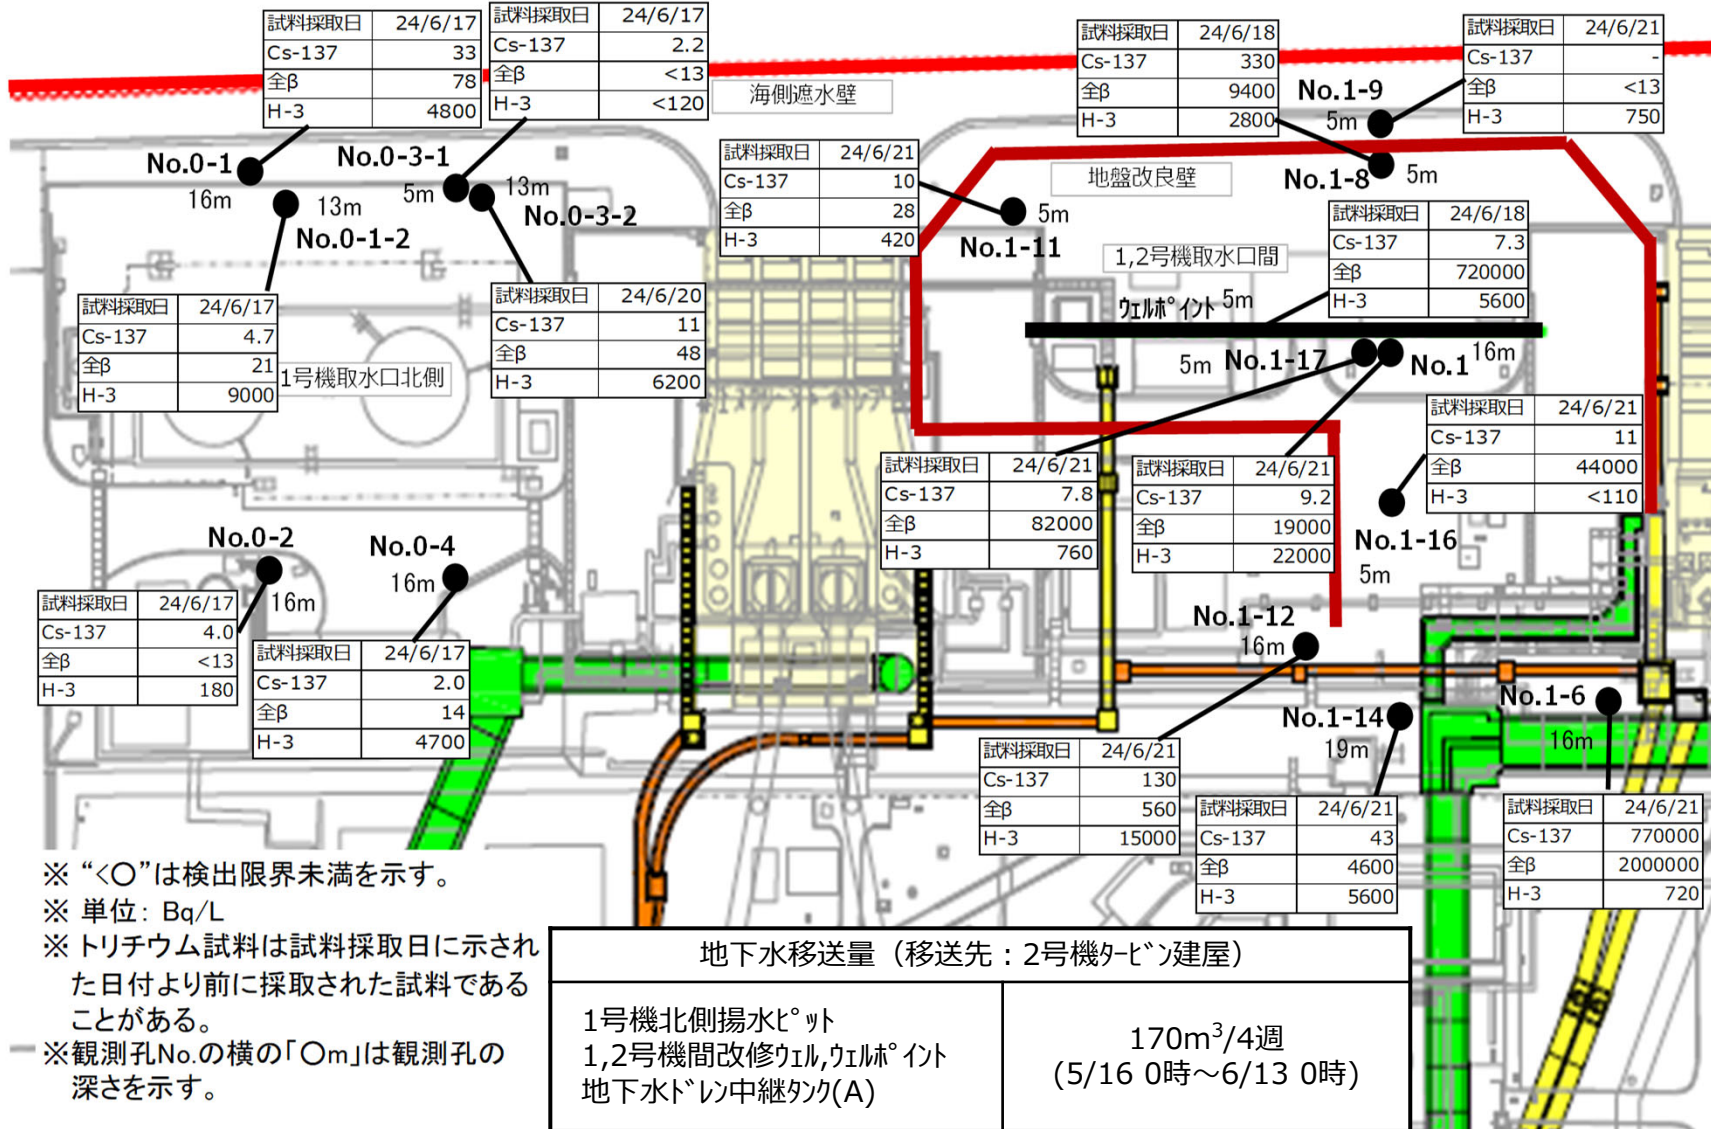 試料採取日 24/6/17
Cs-137 33
全β 78
H-3 4800
試料採取日 24/6/17
Cs-137 2.2
全β <13
H-3 <120
海側遮水壁
試料採取日 24/6/18
Cs-137 330
全β 9400
H-3 2800
試料採取日 24/6/21
Cs-137 -
全β <13
H-3 750
No.1-9
5m
No.0-1
16m
No.0-3-1
5m
13m
No.0-3-2
13m
No.0-1-2
試料採取日 24/6/21
Cs-137 10
全β 28
H-3 420
地盤改良壁
No.1-8
5m
5m
No.1-11
試料採取日 24/6/18
Cs-137 7.3
全β 720000
H-3 5600
1,2号機取水口間
ウェルポイント 5m
試料採取日 24/6/17
Cs-137 4.7
全β 21
H-3 9000
1号機取水口北側
試料採取日 24/6/20
Cs-137 11
全β 48
H-3 6200
5m No.1-17
No.1
16m
試料採取日 24/6/21
Cs-137 11
全β 44000
H-3 <110
試料採取日 24/6/21
Cs-137 7.8
全β 82000
H-3 760
試料採取日 24/6/21
Cs-137 9.2
全β 19000
H-3 22000
No.1-16
5m
No.0-2
16m
No.0-4
16m
試料採取日 24/6/17
Cs-137 4.0
全β <13
H-3 180
試料採取日 24/6/17
Cs-137 2.0
全β 14
H-3 4700
No.1-12
16m
No.1-14
19m
No.1-6
16m
試料採取日 24/6/21
Cs-137 130
全β 560
H-3 15000
試料採取日 24/6/21
Cs-137 43
全β 4600
H-3 5600
試料採取日 24/6/21
Cs-137 770000
全β 2000000
H-3 720
※ “<〇”は検出限界未満を示す。
※ 単位: Bq/L
※ トリチウム試料は試料採取日に示され
た日付より前に採取された試料である
ことがある。
※観測孔No.の横の「〇m」は観測孔の
深さを示す。
地下水移送量（移送先：2号機ﾀｰﾋﾞﾝ建屋）
1号機北側揚水ﾋﾟｯﾄ
1,2号機間改修ｳｪﾙ,ｳｪﾙﾎﾟｲﾝﾄ
地下水ﾄﾞﾚﾝ中継ﾀﾝｸ(A)
170m³/4週
(5/16 0時～6/13 0時)